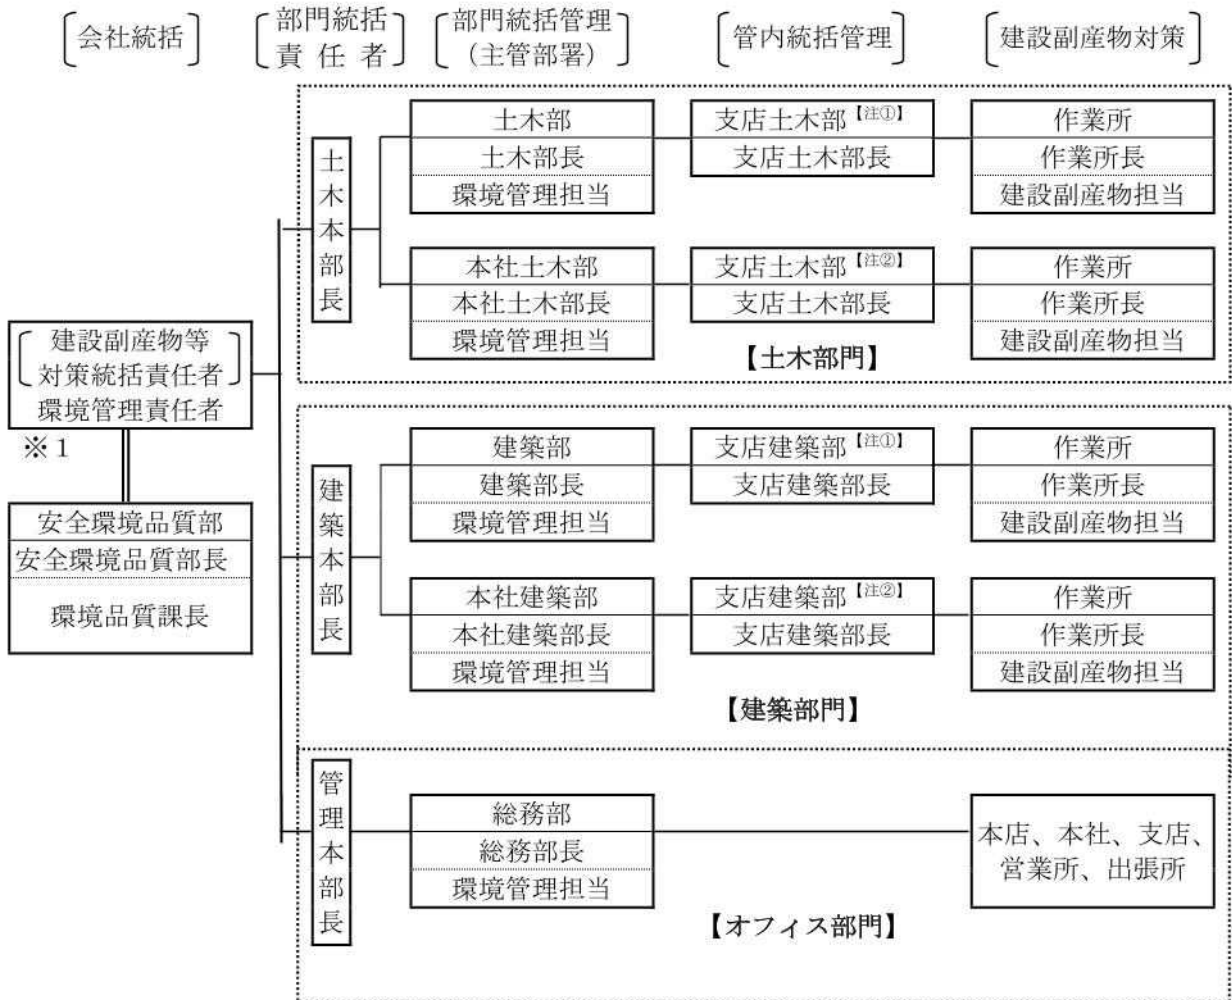 会社統括
部門統括
責任者
部門統括管理
（主管部署）
管内統括管理
建設副産物対策
土木本部長
土木部
土木部長
環境管理担当
支店土木部【注①】
支店土木部長
作業所
作業所長
建設副産物担当
本社土木部
本社土木部長
環境管理担当
支店土木部【注②】
支店土木部長
作業所
作業所長
建設副産物担当
【土木部門】
建設副産物等
対策統括責任者
環境管理責任者
※１
安全環境品質部
安全環境品質部長
環境品質課長
建築本部長
建築部
建築部長
環境管理担当
支店建築部【注①】
支店建築部長
作業所
作業所長
建設副産物担当
本社建築部
本社建築部長
環境管理担当
支店建築部【注②】
支店建築部長
作業所
作業所長
建設副産物担当
【建築部門】
管理本部長
総務部
総務部長
環境管理担当
本店、本社、支店、
営業所、出張所
【オフィス部門】